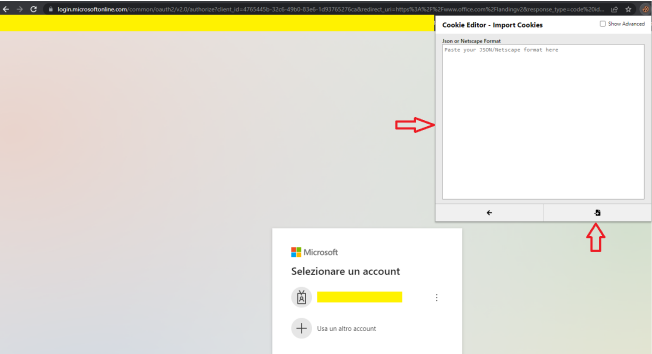 login.microsoftonline.com/common/oauth2/v2.0/authorize?client_id=4765445b-32c6-49b0-83e6-1d93765276ca&redirect_uri=https%3A%2F%2Fwww.office.com%2Flandingv2&response_type=code%20id...
Cookie Editor - Import Cookies
Show Advanced
Json or Netscape Format
Paste your JSON/Netscape format here
Microsoft
Selezionare un account
Usa un altro account